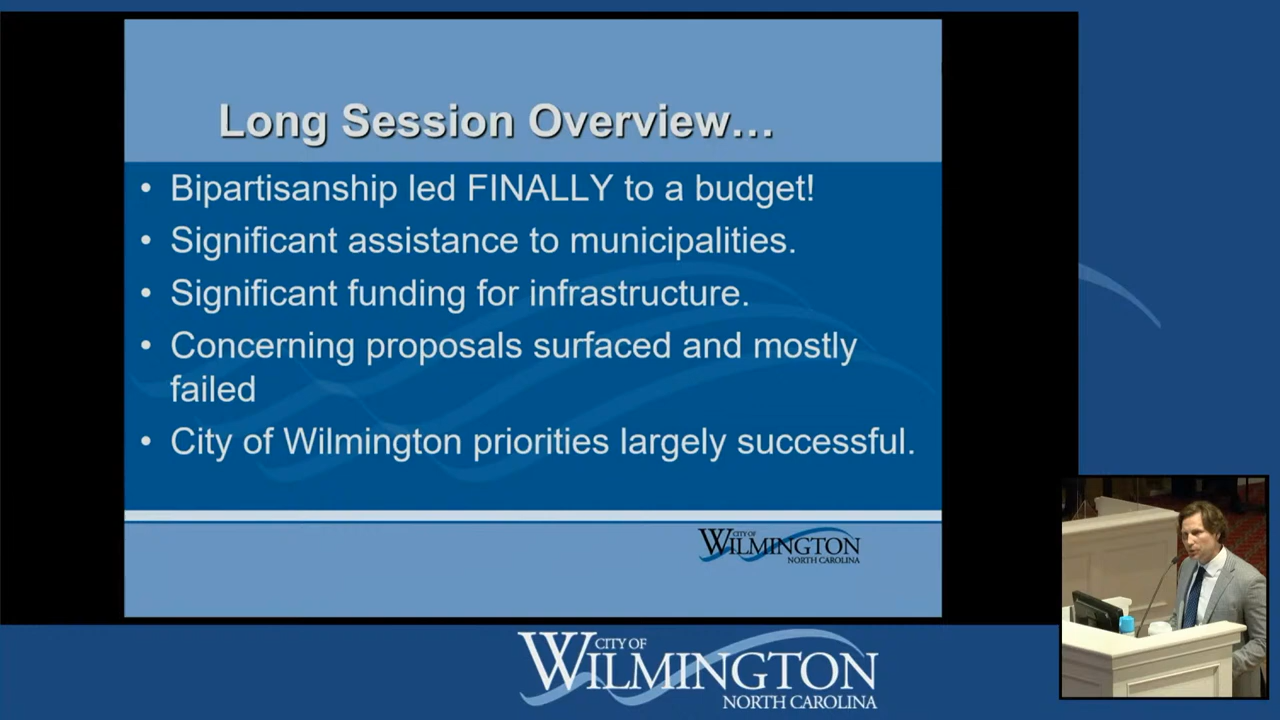 Long Session Overview...
• Bipartisanship led FINALLY to a budget!
• Significant assistance to municipalities.
• Significant funding for infrastructure.
• Concerning proposals surfaced and mostly
failed
• City of Wilmington priorities largely successful.
CITY OF
WILMINGTON
NORTH CAROLINA
CITY OF
WILMINGTON
NORTH CAROLINA